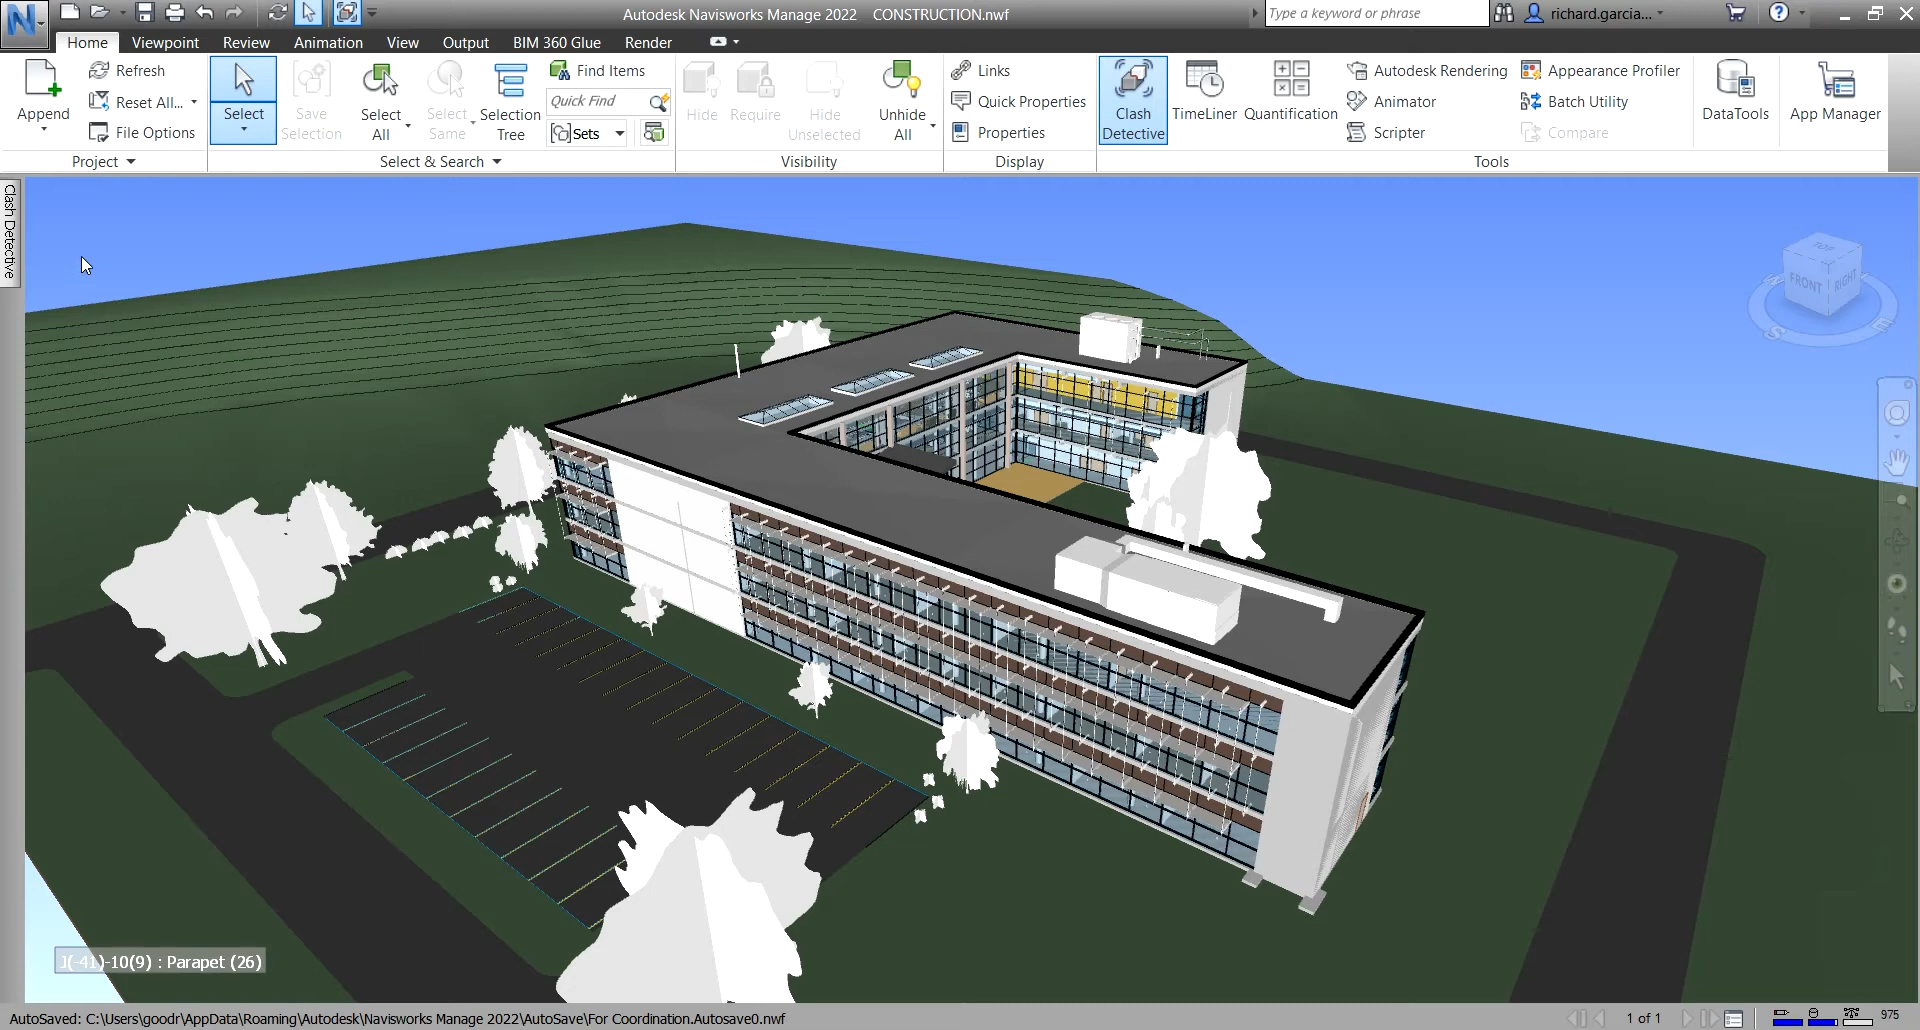 Autodesk Navisworks Manage 2022 CONSTRUCTION.nwf
Type a keyword or phrase
richard.garcia...
Home Viewpoint Review Animation View Output BIM 360 Glue Render
Append
Refresh
Reset All...
File Options
Project
Select
Save Selection
Select All
Select Same
Selection Tree
Find Items
Quick Find
Sets
Select & Search
Hide
Require
Hide Unselected
Unhide All
Visibility
Links
Quick Properties
Properties
Display
Clash Detective
TimeLiner
Quantification
Autodesk Rendering
Animator
Scripter
Appearance Profiler
Batch Utility
Compare
Tools
DataTools
App Manager
Clash Detective
TOP
FRONT
RIGHT
S
E
J(-41)-10(9) : Parapet (26)
AutoSaved: C:\Users\goodr\AppData\Roaming\Autodesk\Navisworks Manage 2022\AutoSave\For Coordination.Autosave0.nwf
1 of 1
975